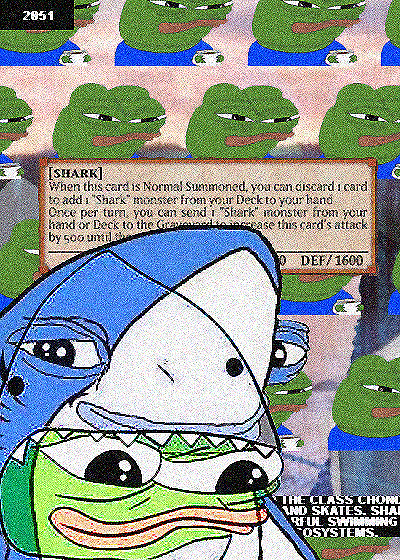 2051
[SHARK]
When this card is Normal Summoned, you can discard 1 card
to add 1 "Shark" monster from your Deck to your hand
Once per turn, you can send 1 "Shark" monster from your
hand or Deck to the Graveyard to increase this card's attack
by 500 until
0 DEF/1600
THE CLASS CHOND
AND SKATES. SHA
RFUL SWIMMING
OSYSTEMS.